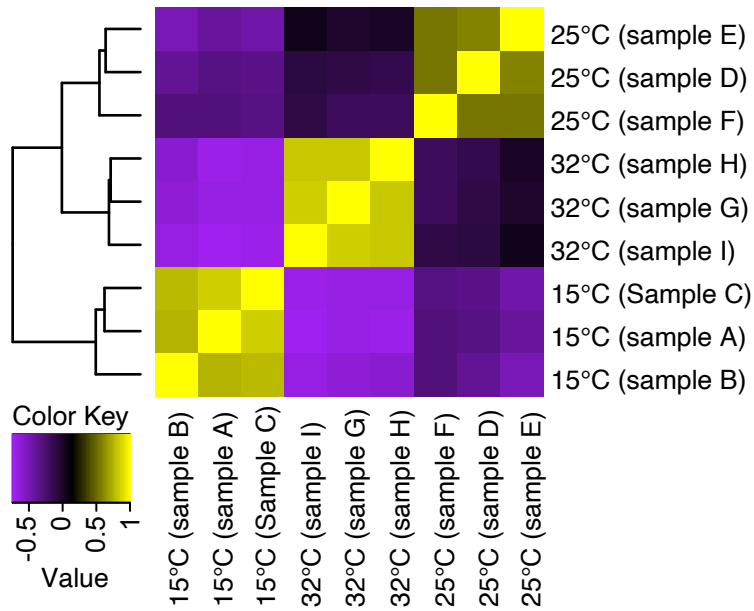 25°C (sample E)
25°C (sample D)
25°C (sample F)
32°C (sample H)
32°C (sample G)
32°C (sample I)
15°C (Sample C)
15°C (sample A)
15°C (sample B)
Color Key
-0.5
0
0.5
1
Value
15°C (sample B)
15°C (sample A)
15°C (Sample C)
32°C (sample I)
32°C (sample G)
32°C (sample H)
25°C (sample F)
25°C (sample D)
25°C (sample E)